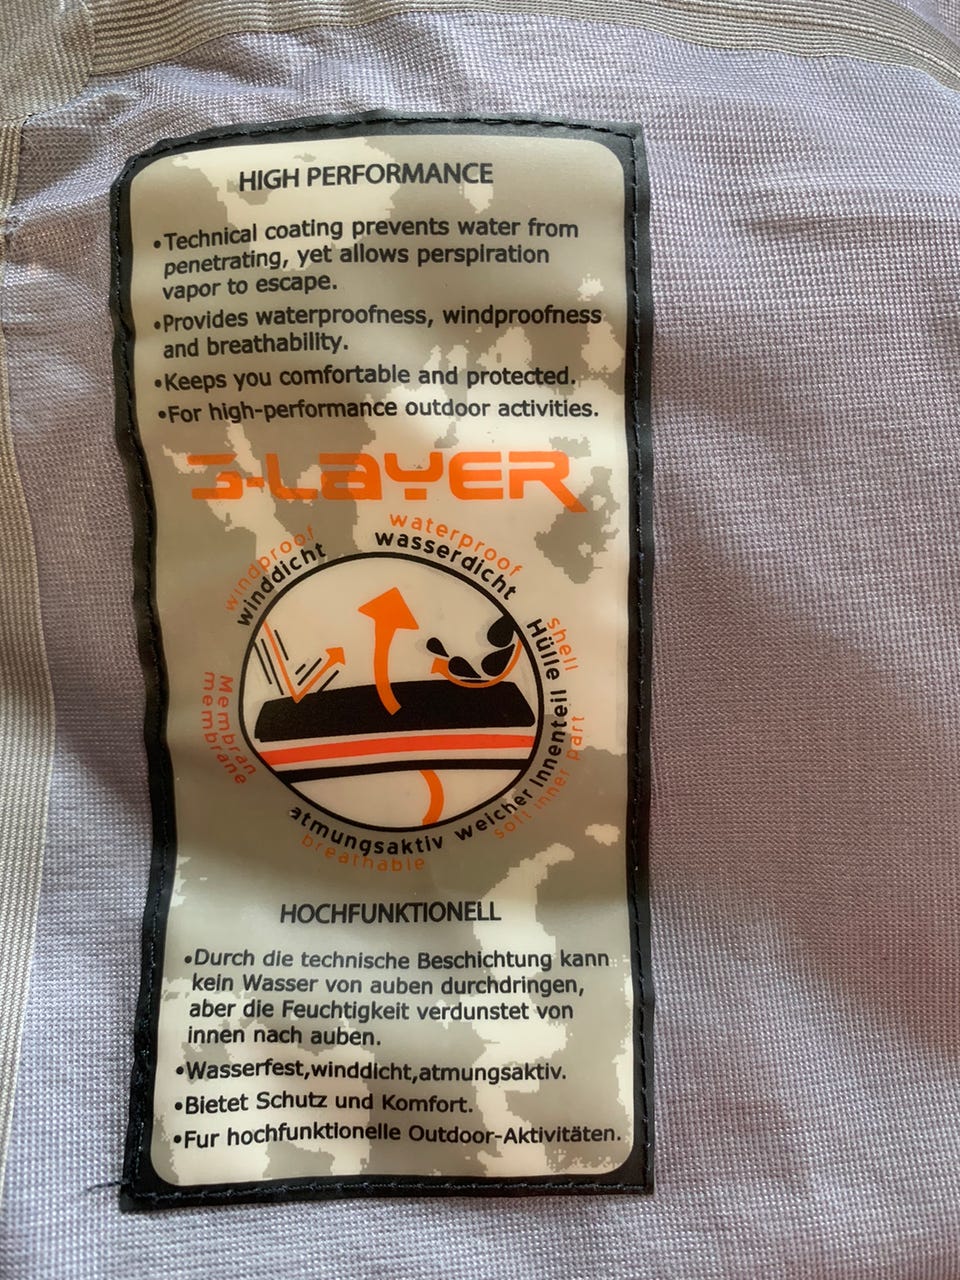 HIGH PERFORMANCE
•Technical coating prevents water from
penetrating, yet allows perspiration
vapor to escape.
•Provides waterproofness, windproofness
and breathability.
•Keeps you comfortable and protected.
•For high-performance outdoor activities.
3-LAYER
windproof
winddicht
waterproof
wasserdicht
shell
Hülle
Membran
membrane
weicher Innenteil
soft inner part
atmungsaktiv
breathable
HOCHFUNKTIONELL
•Durch die technische Beschichtung kann
kein Wasser von auben durchdringen,
aber die Feuchtigkeit verdunstet von
innen nach auben.
•Wasserfest,winddicht,atmungsaktiv.
•Bietet Schutz und Komfort.
•Fur hochfunktionelle Outdoor-Aktivitäten.